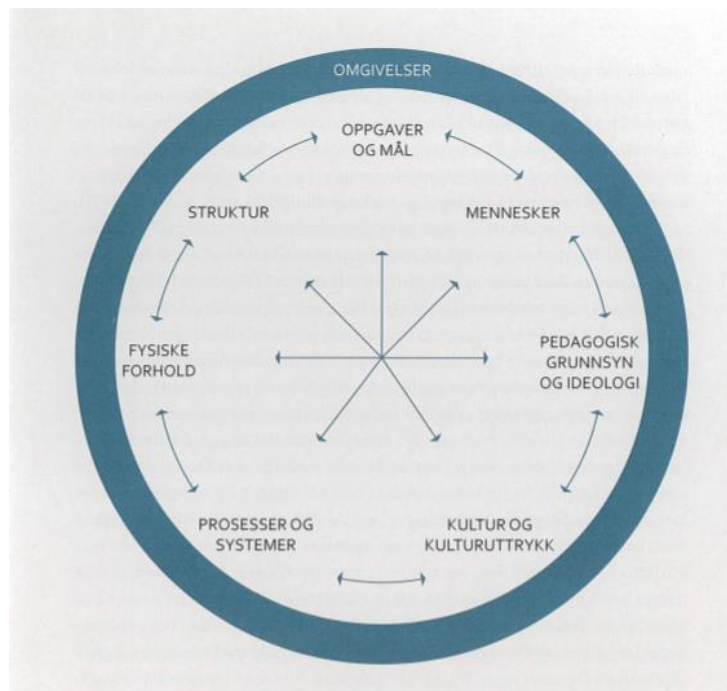 OMGIVELSER
OPPGAVER
OG MÅL
STRUKTUR
MENNESKER
FYSISKE
FORHOLD
PEDAGOGISK
GRUNNSYN
OG IDEOLOGI
PROSESSER OG
SYSTEMER
KULTUR OG
KULTURUTTRYKK